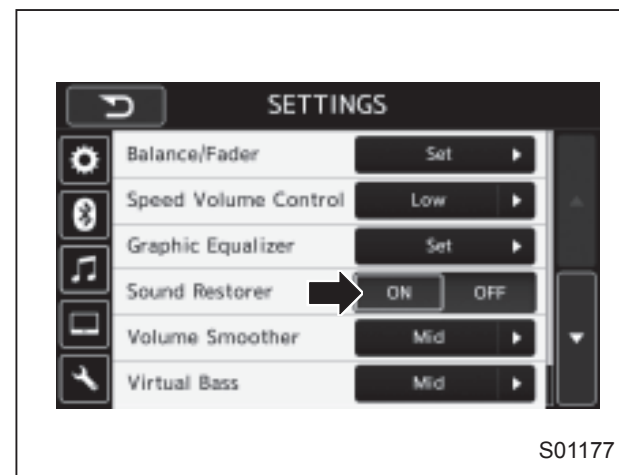 SETTINGS
Balance/Fader Set
Speed Volume Control Low
Graphic Equalizer Set
Sound Restorer ON OFF
Volume Smoother Mid
Virtual Bass Mid
S01177